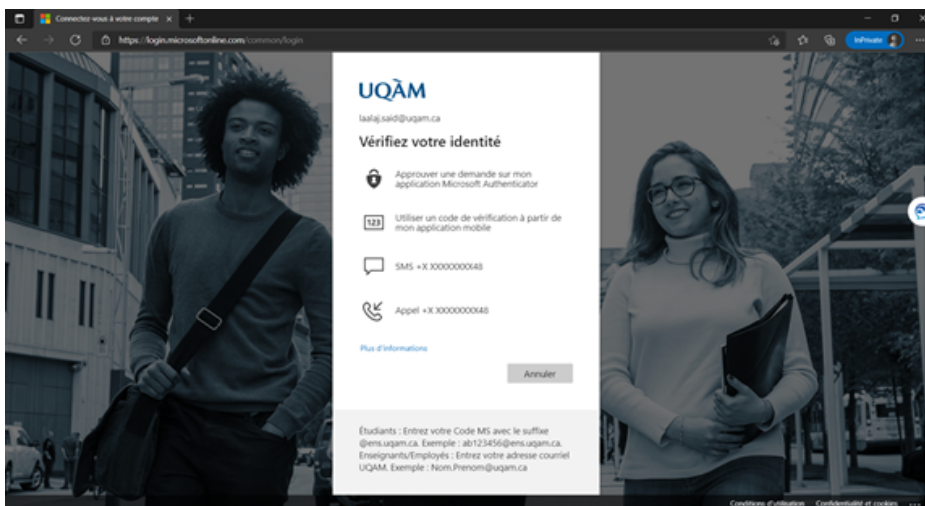 Connectez-vous à votre compte
https://login.microsoftonline.com/common/login
InPrivate
UQÀM
laalaj.said@uqam.ca
Vérifiez votre identité
Approuver une demande sur mon
application Microsoft Authenticator
123
Utiliser un code de vérification à partir de
mon application mobile
SMS +X XXXXXXXX48
Appel +X XXXXXXXX48
Plus d'informations
Annuler
Étudiants : Entrez votre Code MS avec le suffixe
@ens.uqam.ca. Exemple : ab123456@ens.uqam.ca.
Enseignants/Employés : Entrez votre adresse courriel
UQAM. Exemple : Nom.Prenom@uqam.ca
Conditions d'utilisation Confidentialité et cookies ...